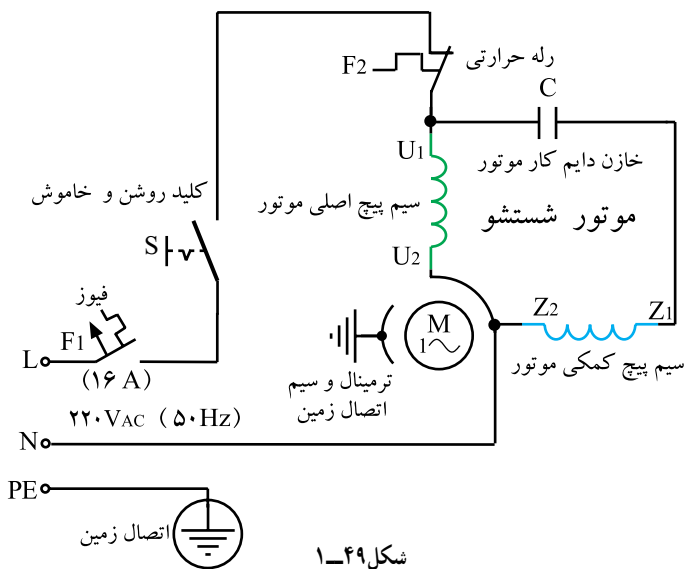 رله حرارتی
F2
C
U1
خازن دایم کار موتور
سیم پیچ اصلی موتور
موتور شستشو
U2
کلید روشن و خاموش
S
فیوز
F1
L
(۱۶ A)
M
1
Z2
Z1
سیم پیچ کمکی موتور
ترمینال و سیم
اتصال زمین
۲۲۰VAC (۵۰Hz)
N
PE
اتصال زمین
شکل۴۹ــ۱